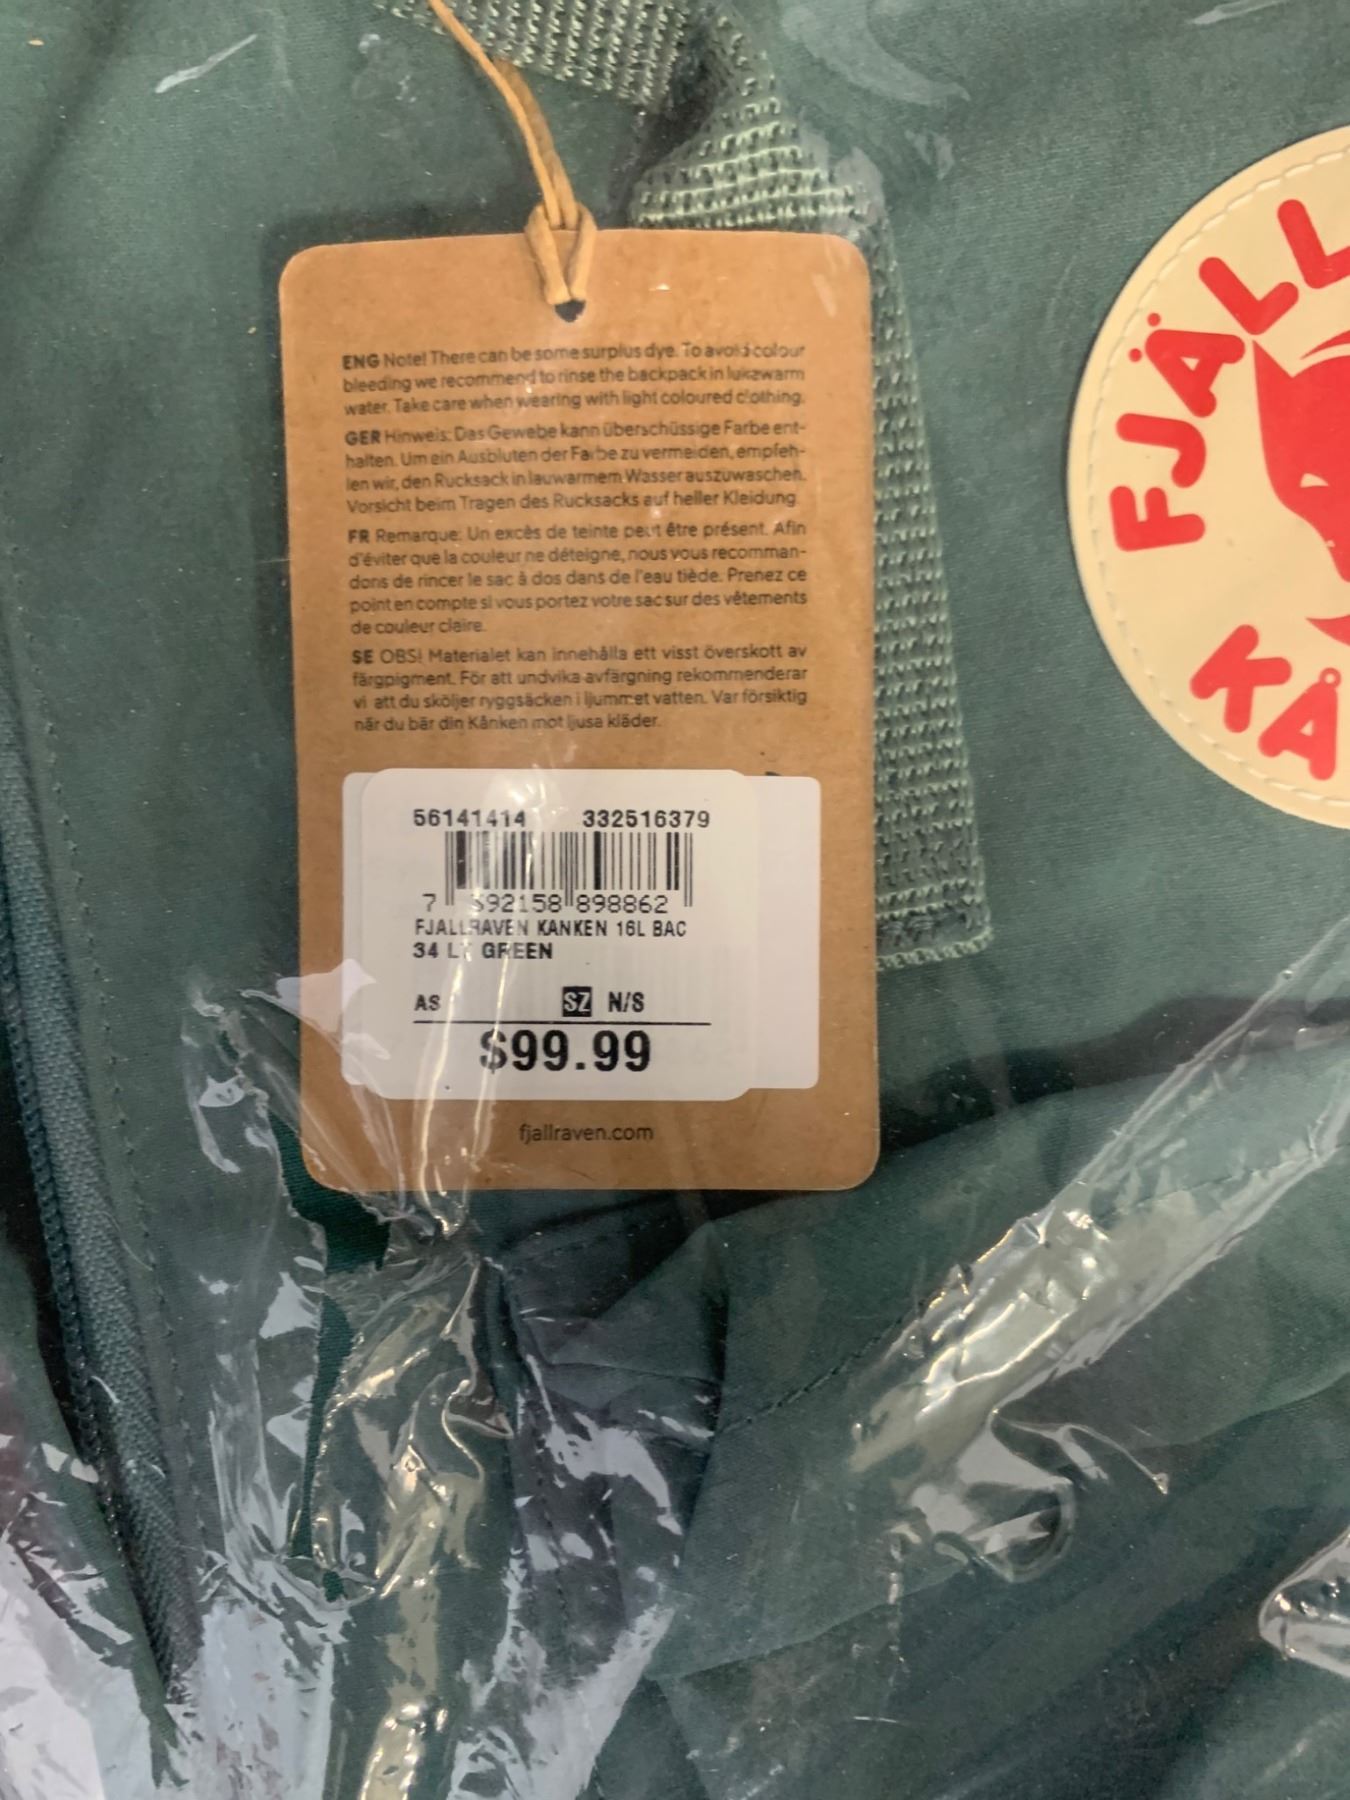 ENG Note! There can be some surplus dye. To avoid colour
bleeding we recommend to rinse the backpack in lukewarm
water. Take care when wearing with light coloured clothing.
GER Hinweis: Das Gewebe kann überschüssige Farbe ent-
halten. Um ein Ausbluten der Farbe zu vermeiden, empfeh-
len wir, den Rucksack in lauwarmem Wasser auszuwaschen.
Vorsicht beim Tragen des Rucksacks auf heller Kleidung
FR Remarque: Un excès de teinte peut être présent. Afin
d'éviter que la couleur ne déteigne, nous vous recomman-
dons de rincer le sac à dos dans de l'eau tiède. Prenez ce
point en compte si vous portez votre sac sur des vêtements
de couleur claire.
SE OBS! Materialet kan innehålla ett visst överskott av
färgpigment. För att undvika avfärgning rekommenderar
vi att du sköljer ryggsäcken i ljummet vatten. Var försiktig
när du bär din Kånken mot ljusa kläder.
56141414 332516379
7 592158 898862
FJALLRAVEN KANKEN 16L BAC
34 LT GREEN
AS SZ N/S
$99.99
fjallraven.com
FJÄLL
KÅ